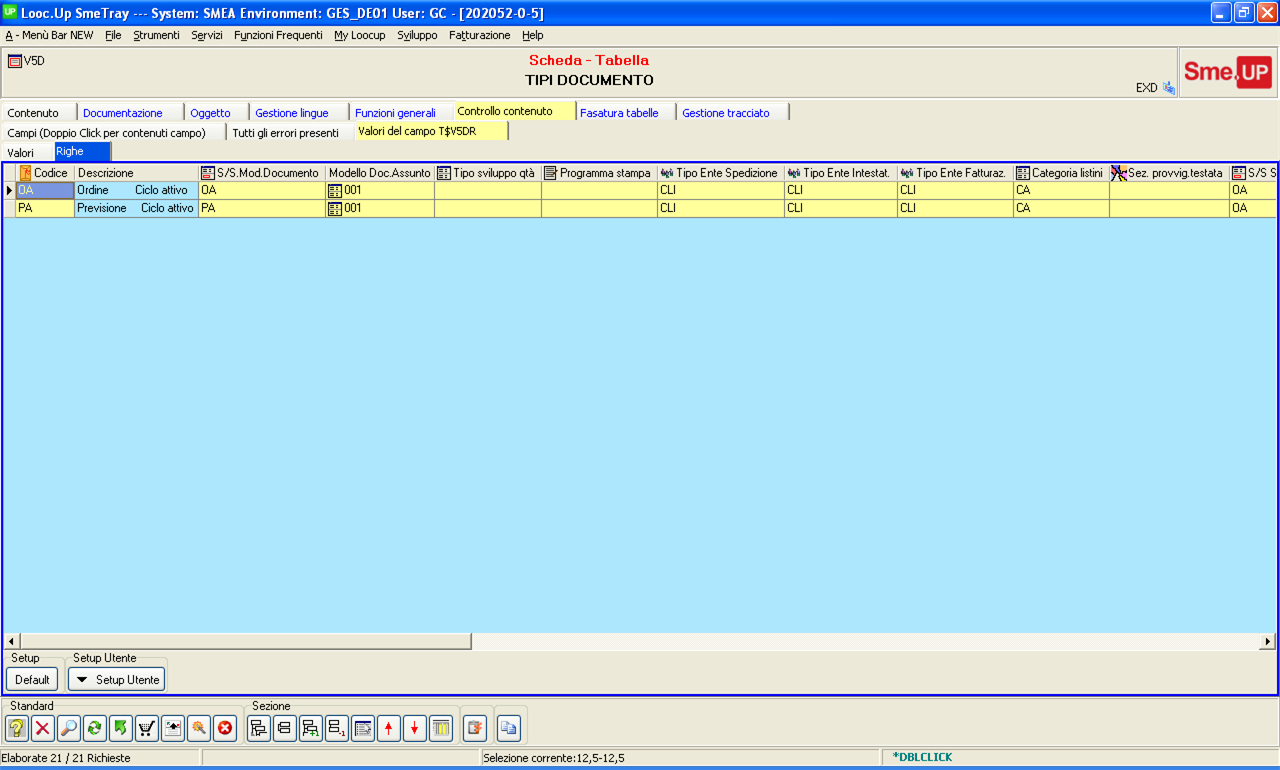 UP Looc.Up SmeTray --- System: SMEA Environment: GES_DE01 User: GC - [202052-0-5]
A - Menù Bar NEW File Strumenti Servizi Funzioni Frequenti My Loocup Sviluppo Fatturazione Help
V5D
Scheda - Tabella
TIPI DOCUMENTO
EXD
Sme.UP
Contenuto Documentazione Oggetto Gestione lingue Funzioni generali Controllo contenuto Fasatura tabelle Gestione tracciato
Campi (Doppio Click per contenuti campo) Tutti gli errori presenti Valori del campo T$V5DR
Valori Righe
Codice Descrizione S/S.Mod.Documento Modello Doc.Assunto Tipo sviluppo qtà Programma stampa Tipo Ente Spedizione Tipo Ente Intestat. Tipo Ente Fatturaz. Categoria listini Sez. provvig.testata S/S S
OA Ordine Ciclo attivo OA 001 CLI CLI CLI CA OA
PA Previsione Ciclo attivo PA 001 CLI CLI CLI CA OA
Setup Setup Utente
Default Setup Utente
Standard Sezione
Elaborate 21 / 21 Richieste Selezione corrente:12,5-12,5 *DBLCLICK